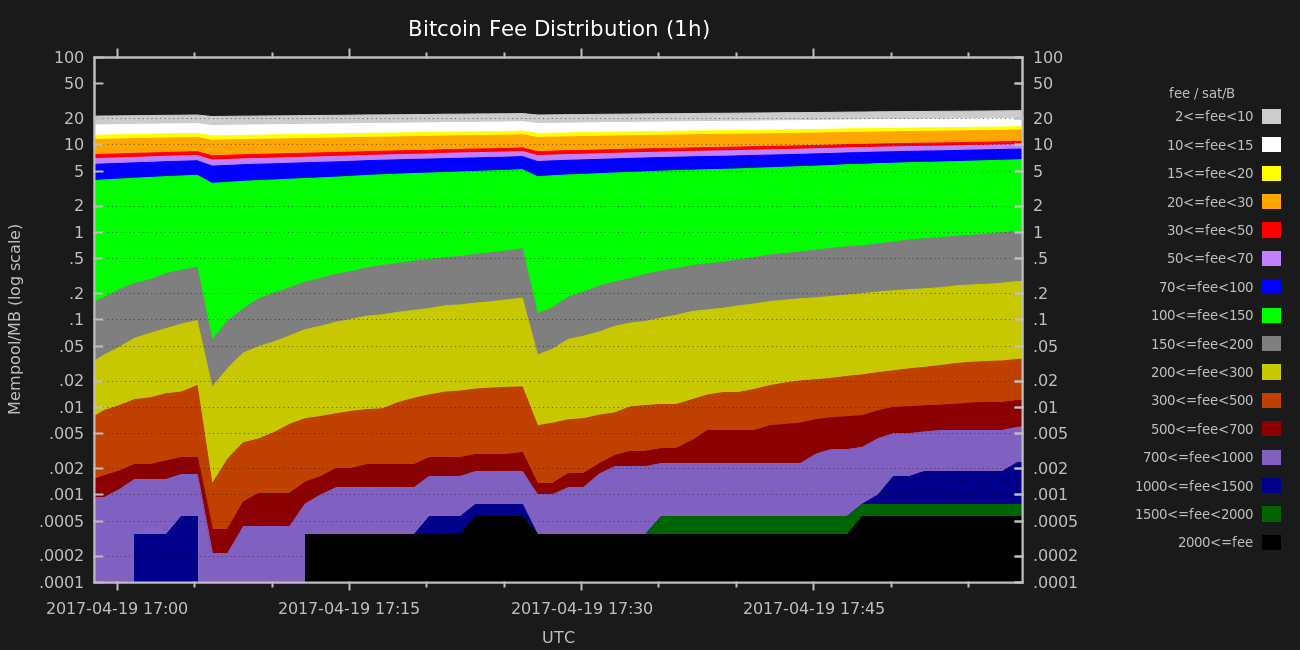 Bitcoin Fee Distribution (1h)
100 100
50 50
20 20
10 10
5 5
2 2
1 1
.5 .5
.2 .2
.1 .1
.05 .05
.02 .02
.01 .01
.005 .005
.002 .002
.001 .001
.0005 .0005
.0002 .0002
.0001 .0001
Mempool/MB (log scale)
2017-04-19 17:00 2017-04-19 17:15 2017-04-19 17:30 2017-04-19 17:45
UTC
fee / sat/B
2<=fee<10
10<=fee<15
15<=fee<20
20<=fee<30
30<=fee<50
50<=fee<70
70<=fee<100
100<=fee<150
150<=fee<200
200<=fee<300
300<=fee<500
500<=fee<700
700<=fee<1000
1000<=fee<1500
1500<=fee<2000
2000<=fee